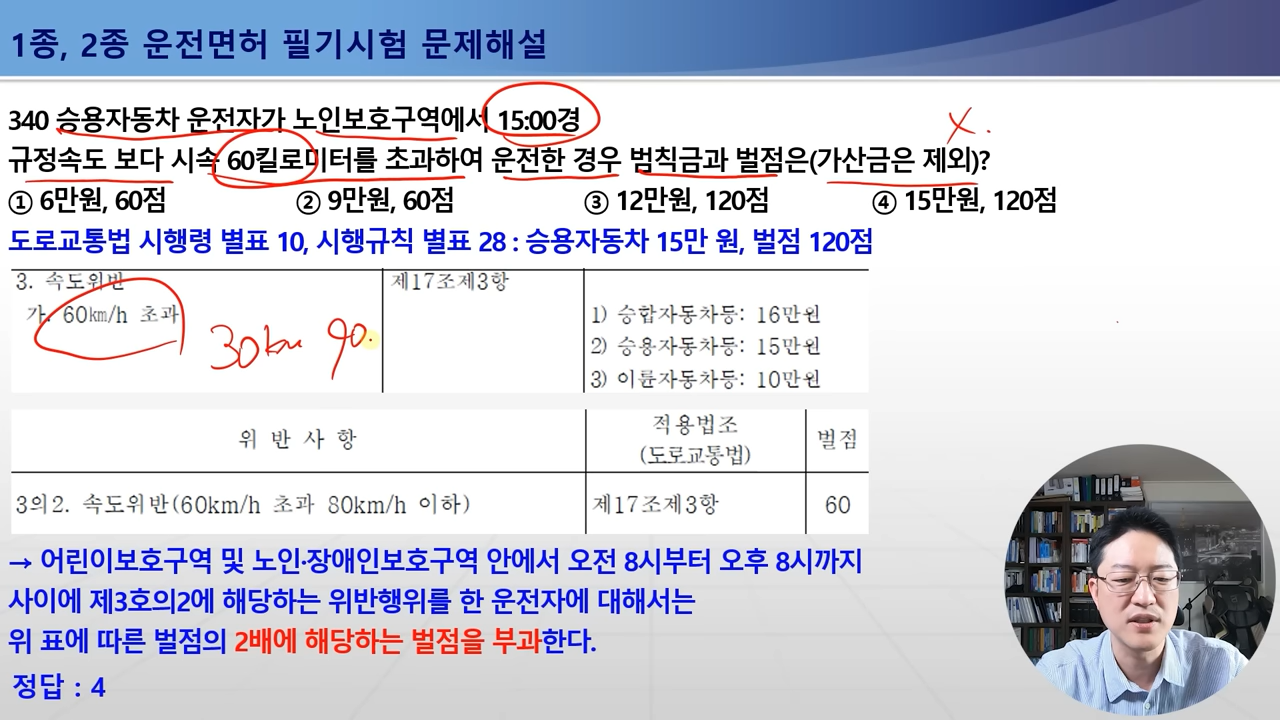 1종, 2종 운전면허 필기시험 문제해설
340 승용자동차 운전자가 노인보호구역에서 15:00경
규정속도 보다 시속 60킬로미터를 초과하여 운전한 경우 범칙금과 벌점은(가산금은 제외)?
① 6만원, 60점 ② 9만원, 60점 ③ 12만원, 120점 ④ 15만원, 120점
도로교통법 시행령 별표 10, 시행규칙 별표 28 : 승용자동차 15만 원, 벌점 120점
3. 속도위반 제17조제3항
가. 60㎞/h 초과 1) 승합자동차등: 16만원
30km 90. 2) 승용자동차등: 15만원
3) 이륜자동차등: 10만원
위 반 사 항 적용법조 벌점
(도로교통법)
3의2. 속도위반(60km/h 초과 80km/h 이하) 제17조제3항 60
→ 어린이보호구역 및 노인·장애인보호구역 안에서 오전 8시부터 오후 8시까지
사이에 제3호의2에 해당하는 위반행위를 한 운전자에 대해서는
위 표에 따른 벌점의 2배에 해당하는 벌점을 부과한다.
정답 : 4